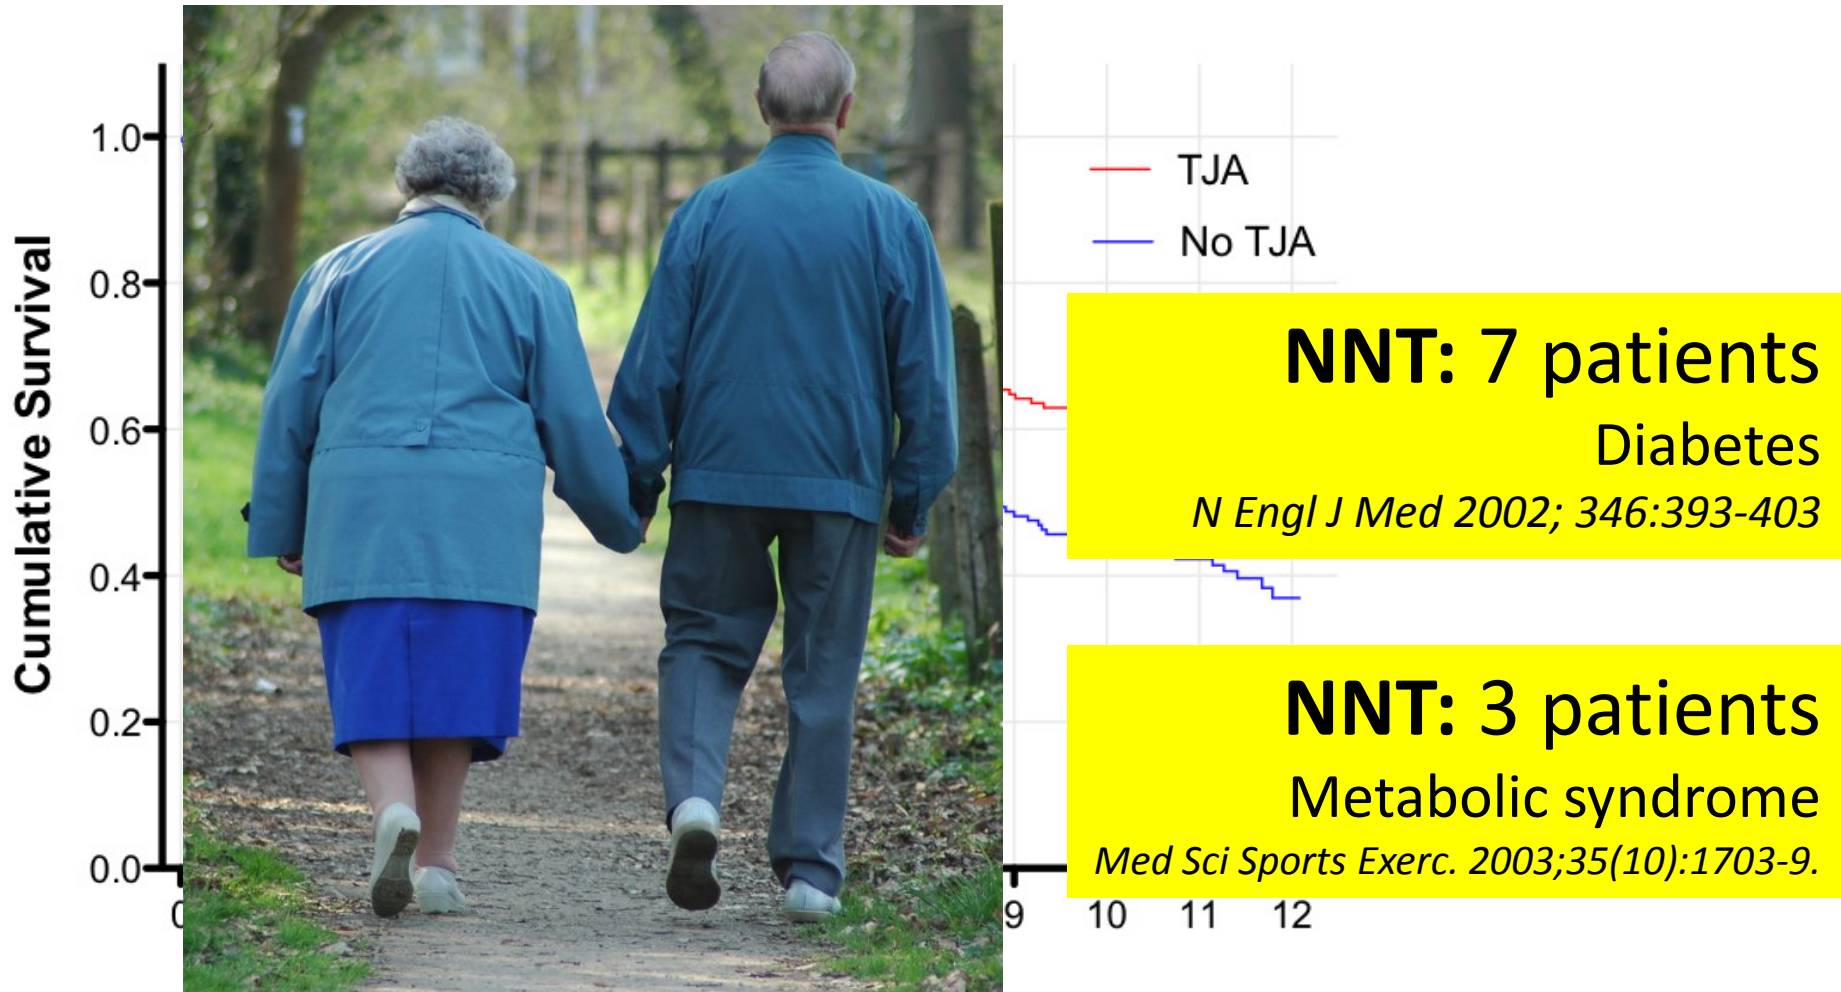 Cumulative Survival
1.0
0.8
0.6
0.4
0.2
0.0
TJA
No TJA
NNT: 7 patients
Diabetes
N Engl J Med 2002; 346:393-403
NNT: 3 patients
Metabolic syndrome
Med Sci Sports Exerc. 2003;35(10):1703-9.
0
9 10 11 12